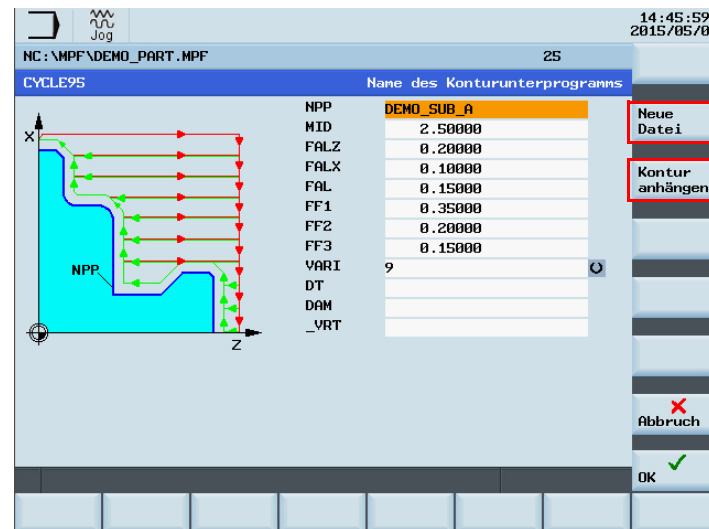 Jog
14:45:59
2015/05/0
NC:\MPF\DEMO_PART.MPF 25
CYCLE95 Name des Konturunterprogramms
NPP DEMO_SUB_A
MID 2.50000
FALZ 0.20000
FALX 0.10000
FAL 0.15000
FF1 0.35000
FF2 0.20000
FF3 0.15000
VARI 9
DT
DAM
_VRT
X
NPP
Z
Neue
Datei
Kontur
anhängen
Abbruch
OK